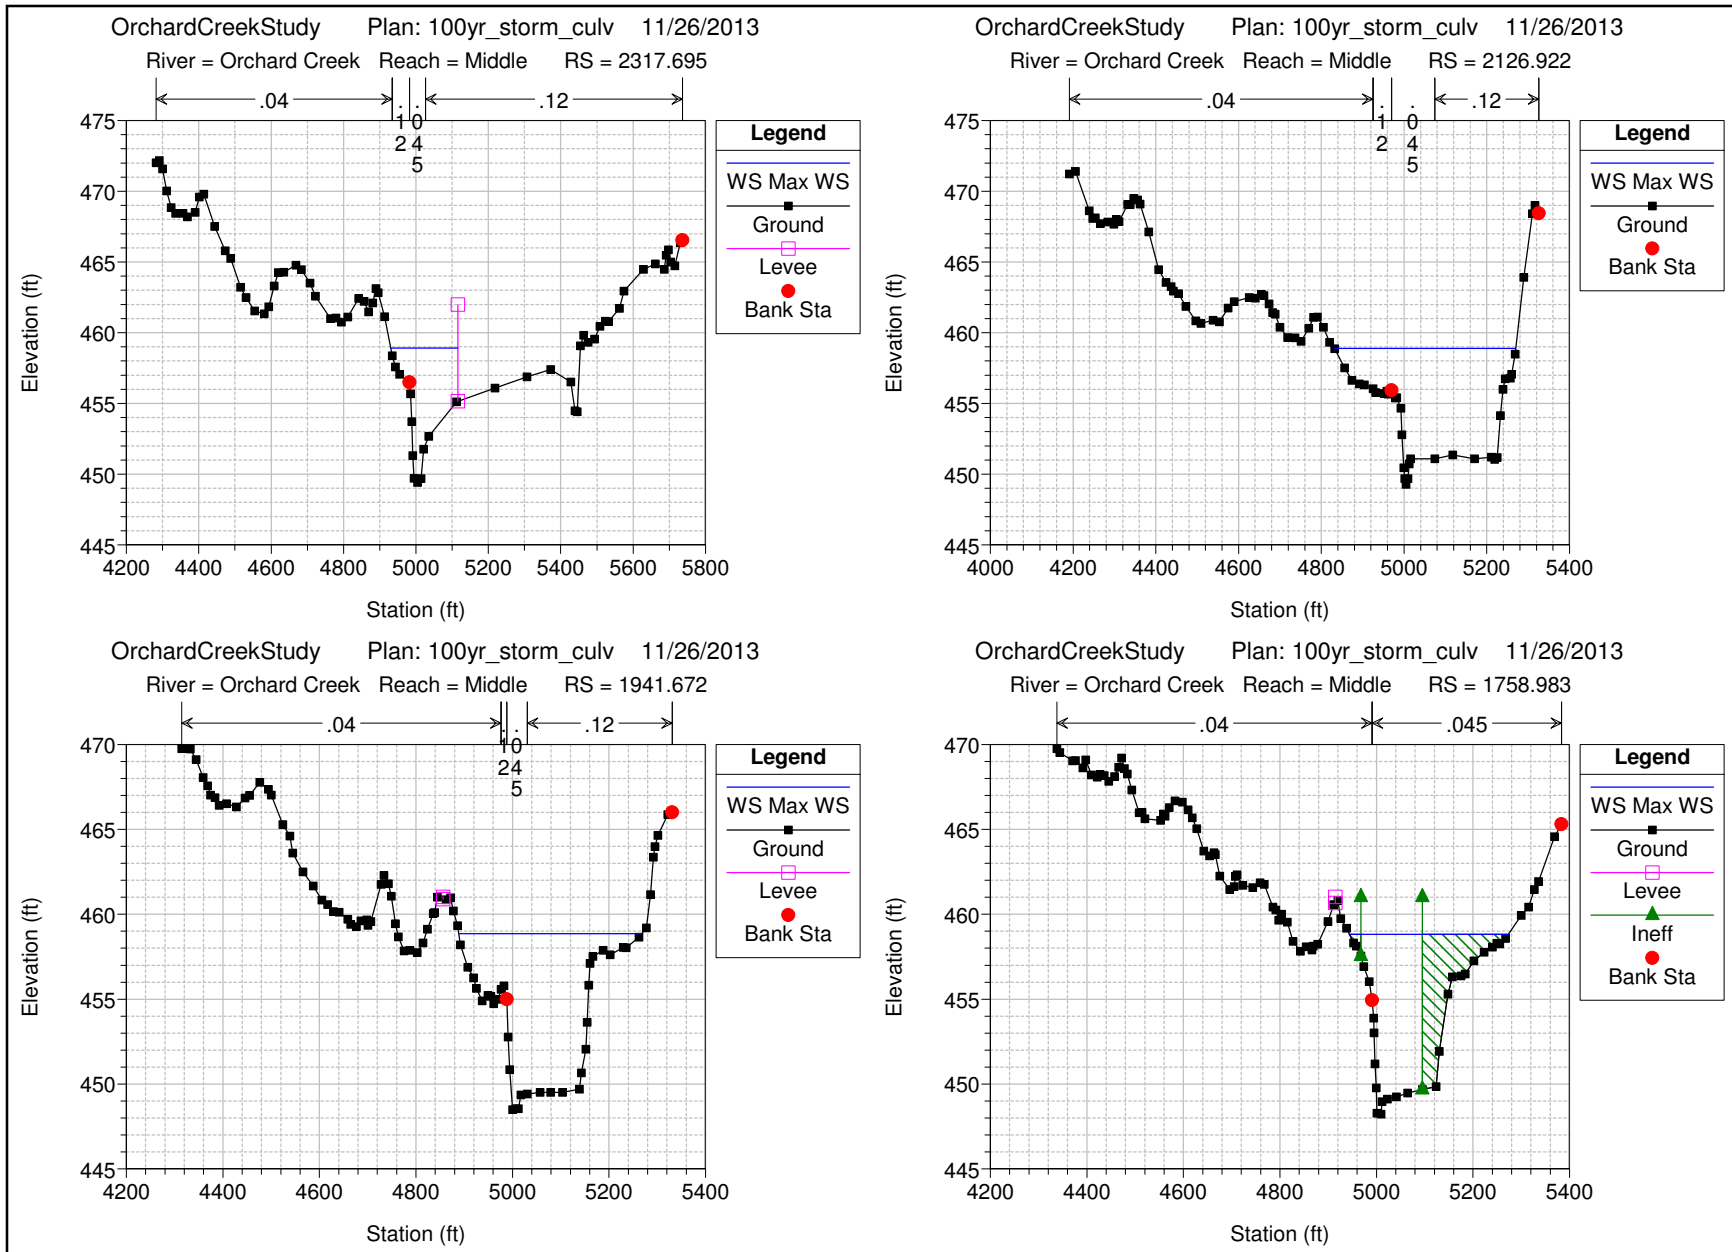 OrchardCreekStudy Plan: 100yr_storm_culv 11/26/2013
River = Orchard Creek Reach = Middle RS = 2317.695
.04
.12
.045
.12
475
470
465
460
455
450
445
4200 4400 4600 4800 5000 5200 5400 5600 5800
Station (ft)
Elevation (ft)
Legend
WS Max WS
Ground
Levee
Bank Sta
OrchardCreekStudy Plan: 100yr_storm_culv 11/26/2013
River = Orchard Creek Reach = Middle RS = 2126.922
.04
.12
.045
.12
475
470
465
460
455
450
445
4000 4200 4400 4600 4800 5000 5200 5400
Station (ft)
Elevation (ft)
Legend
WS Max WS
Ground
Bank Sta
OrchardCreekStudy Plan: 100yr_storm_culv 11/26/2013
River = Orchard Creek Reach = Middle RS = 1941.672
.04
.12
.045
.12
470
465
460
455
450
445
4200 4400 4600 4800 5000 5200 5400
Station (ft)
Elevation (ft)
Legend
WS Max WS
Ground
Levee
Bank Sta
OrchardCreekStudy Plan: 100yr_storm_culv 11/26/2013
River = Orchard Creek Reach = Middle RS = 1758.983
.04
.045
470
465
460
455
450
445
4200 4400 4600 4800 5000 5200 5400
Station (ft)
Elevation (ft)
Legend
WS Max WS
Ground
Levee
Ineff
Bank Sta